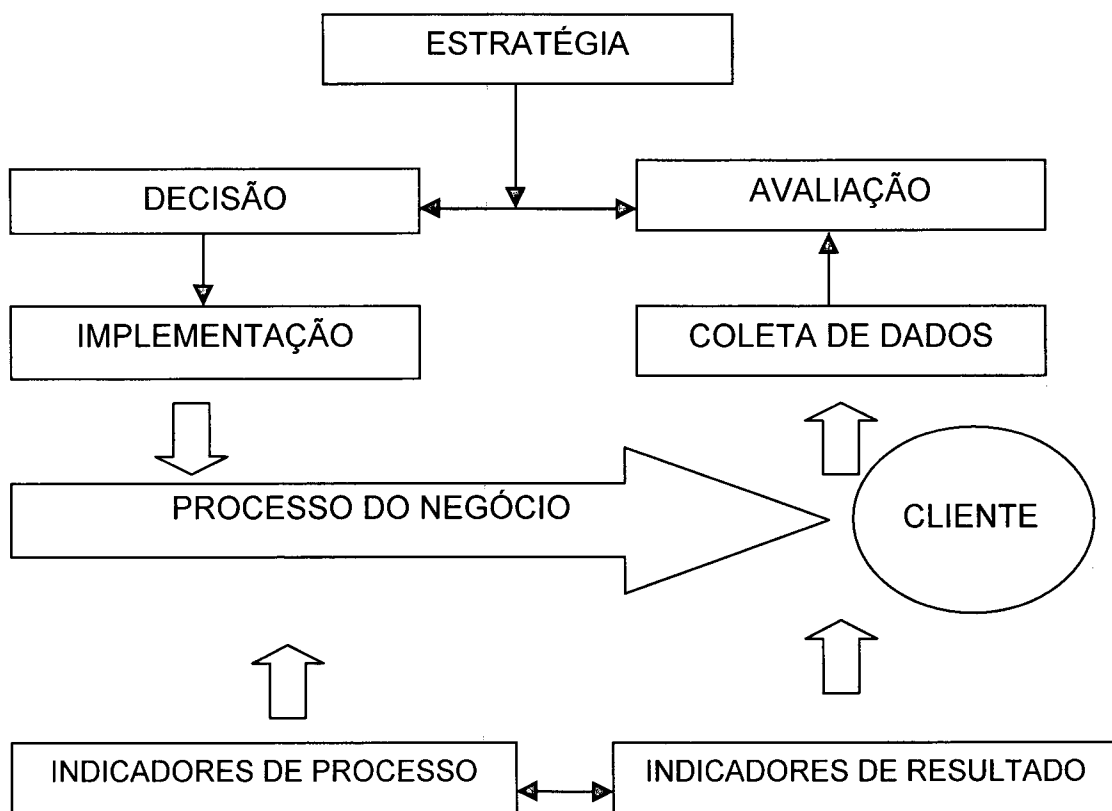 ESTRATÉGIA
DECISÃO
AVALIAÇÃO
IMPLEMENTAÇÃO
COLETA DE DADOS
PROCESSO DO NEGÓCIO
CLIENTE
INDICADORES DE PROCESSO
INDICADORES DE RESULTADO